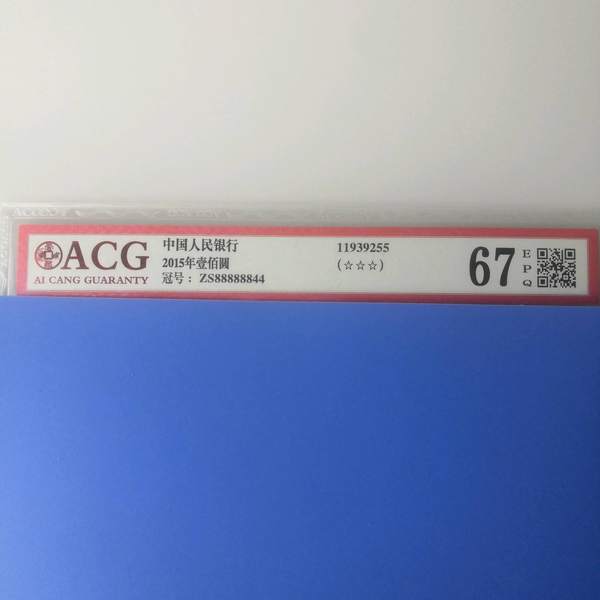 ACG
AI CANG GUARANTY
中国人民银行
2015年壹佰圆
冠号：ZS88888844
11939255
(☆☆☆)
67
EPQ